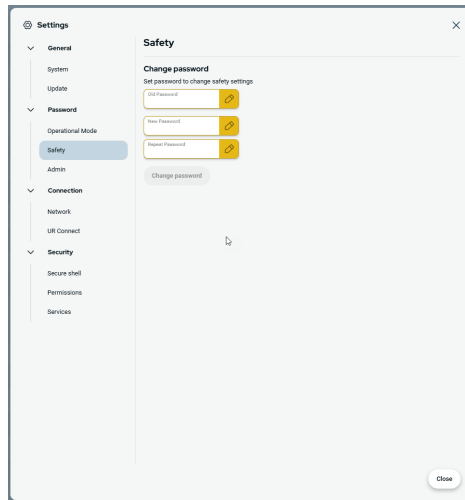 Settings
General
System
Update
Password
Operational Mode
Safety
Admin
Connection
Network
UR Connect
Security
Secure shell
Permissions
Services
Safety
Change password
Set password to change safety settings
Old Password
New Password
Repeat Password
Change password
Close